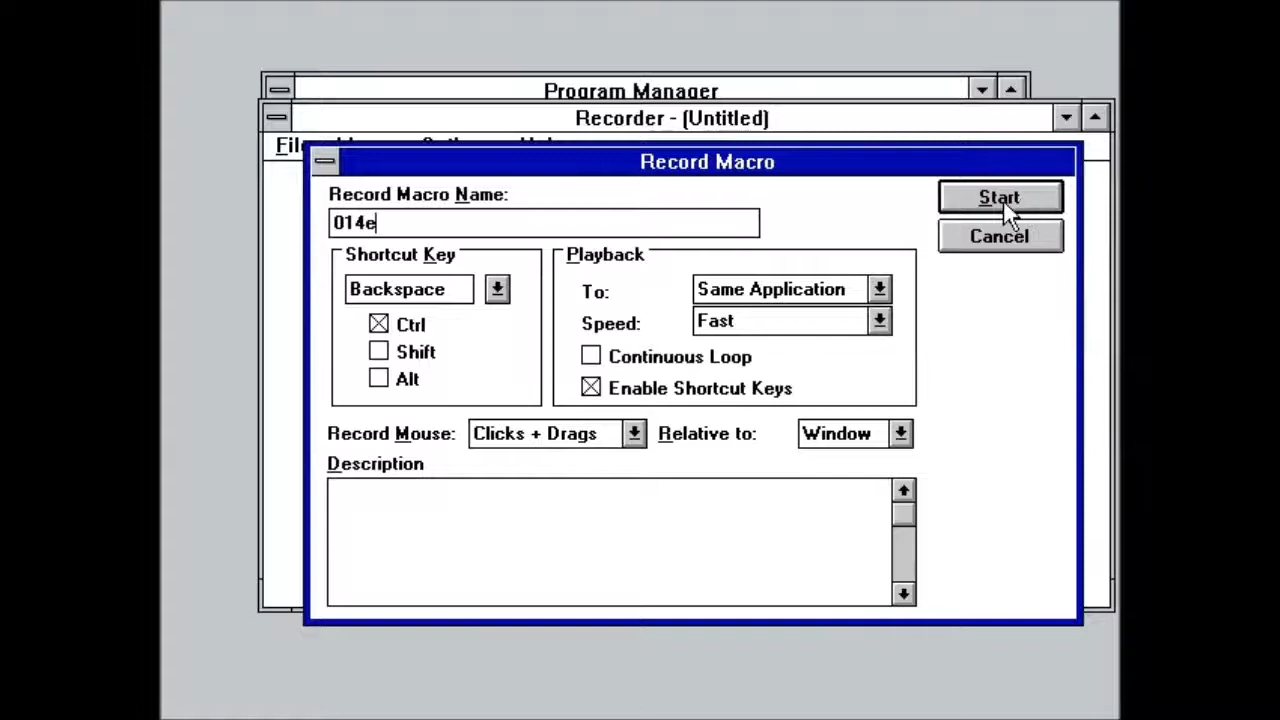 Program Manager
Recorder - (Untitled)
Record Macro
Record Macro Name:
014e
Start
Cancel
Shortcut Key
Backspace
Ctrl
Shift
Alt
Playback
To: Same Application
Speed: Fast
Continuous Loop
Enable Shortcut Keys
Record Mouse: Clicks + Drags Relative to: Window
Description